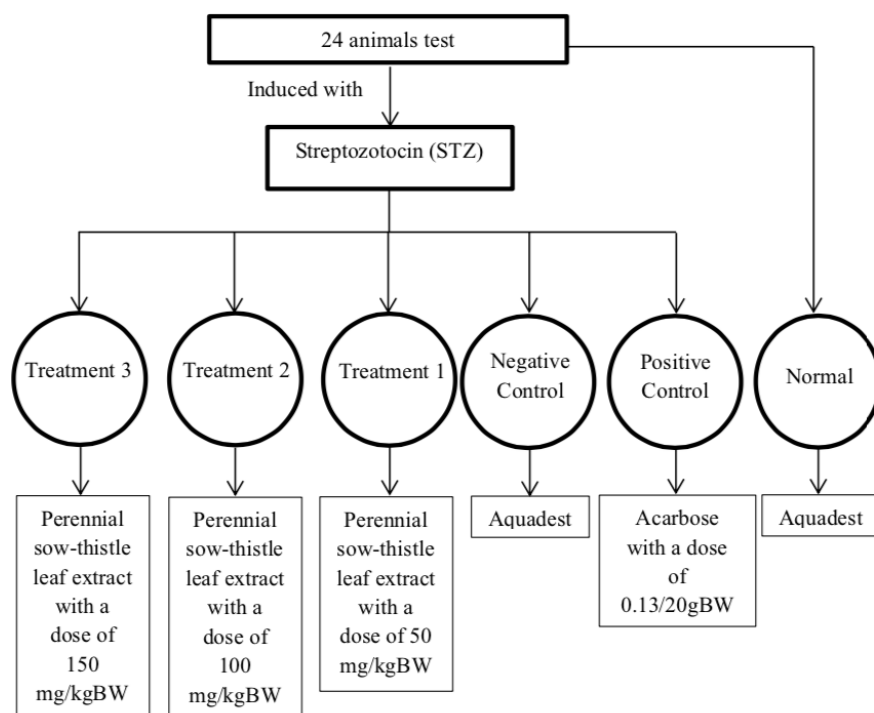 24 animals test
Induced with
Streptozotocin (STZ)
Treatment 3
Treatment 2
Treatment 1
Negative
Control
Positive
Control
Normal
Perennial
sow-thistle
leaf extract
with a
dose of
150
mg/kgBW
Perennial
sow-thistle
leaf extract
with a
dose of
100
mg/kgBW
Perennial
sow-thistle
leaf extract
with a
dose of 50
mg/kgBW
Aquadest
Acarbose
with a dose
of
0.13/20gBW
Aquadest